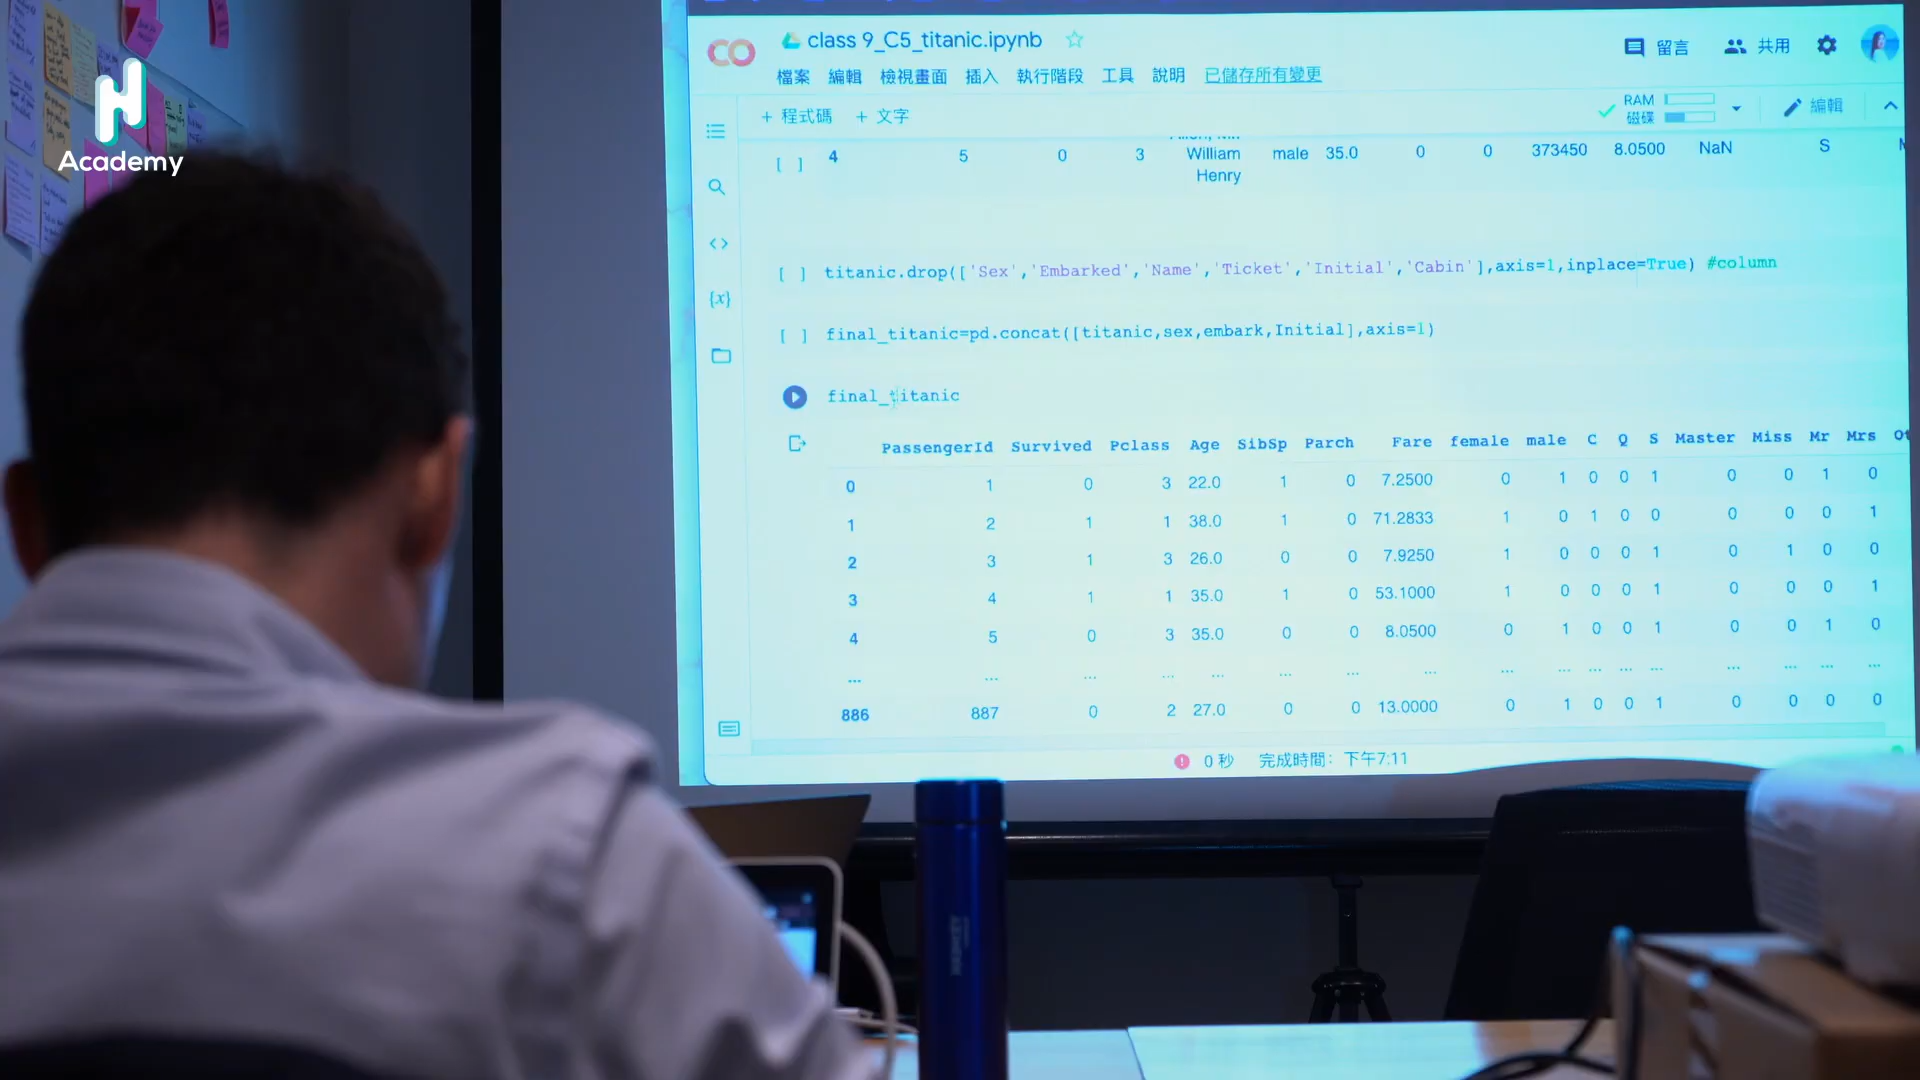 Academy
class 9_C5_titanic.ipynb
留言 共用
檔案 編輯 檢視畫面 插入 執行階段 工具 說明 已儲存所有變更
+ 程式碼 + 文字
RAM
磁碟
編輯
[ ] 4 5 0 3 William Henry male 35.0 0 0 373450 8.0500 NaN S
[ ] titanic.drop(['Sex','Embarked','Name','Ticket','Initial','Cabin'],axis=1,inplace=True) #column
[ ] final_titanic=pd.concat([titanic,sex,embark,Initial],axis=1)
final_titanic
PassengerId Survived Pclass Age SibSp Parch Fare female male C Q S Master Miss Mr Mrs
0 1 0 3 22.0 1 0 7.2500 0 1 0 0 1 0 0 1 0
1 2 1 1 38.0 1 0 71.2833 1 0 1 0 0 0 0 0 1
2 3 1 3 26.0 0 0 7.9250 1 0 0 0 1 0 1 0 0
3 4 1 1 35.0 1 0 53.1000 1 0 0 0 1 0 0 0 1
4 5 0 3 35.0 0 0 8.0500 0 1 0 0 1 0 0 1 0
... ... ... ... ... ... ... ... ... ... ... ... ... ... ... ... ...
886 887 0 2 27.0 0 0 13.0000 0 1 0 0 1 0 0 0 0
0 秒 完成時間: 下午7:11